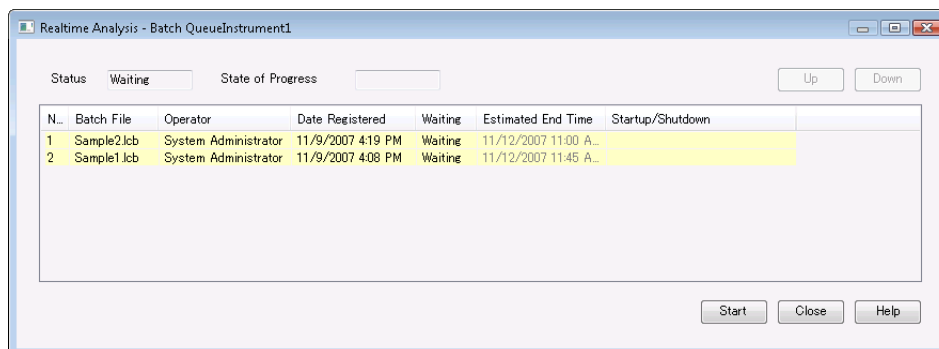 Realtime Analysis - Batch QueueInstrument1
Status Waiting State of Progress Up Down
N... Batch File Operator Date Registered Waiting Estimated End Time Startup/Shutdown
1 Sample2.lcb System Administrator 11/9/2007 4:19 PM Waiting 11/12/2007 11:00 A...
2 Sample1.lcb System Administrator 11/9/2007 4:08 PM Waiting 11/12/2007 11:45 A...
Start Close Help